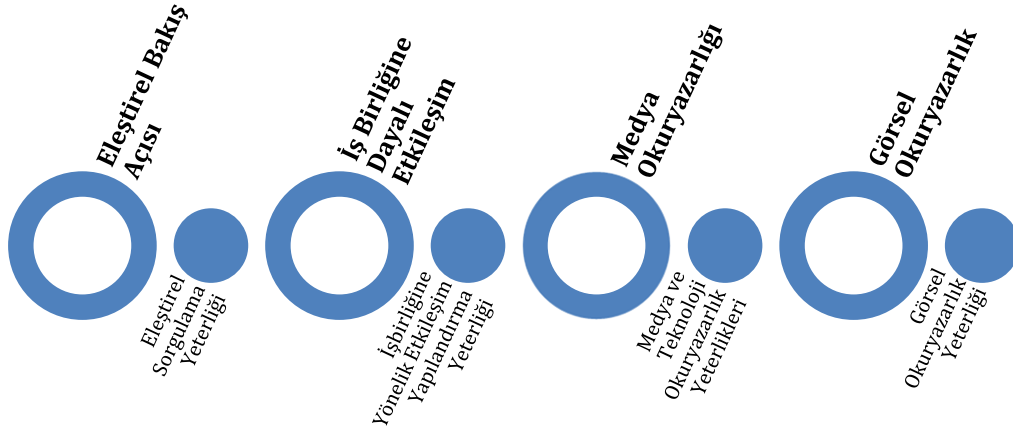 Eleştirel Bakış
Açısı
Eleştirel
Sorgulama
Yeterliği
İş Birliğine
Dayalı
Etkileşim
İşbirliğine
Yönelik Etkileşim
Yapılandırma
Yeterliği
Medya
Okuryazarlığı
Medya ve
Teknoloji
Okuryazarlık
Yeterlikleri
Görsel
Okuryazarlık
Görsel
Okuryazarlık
Yeterliği